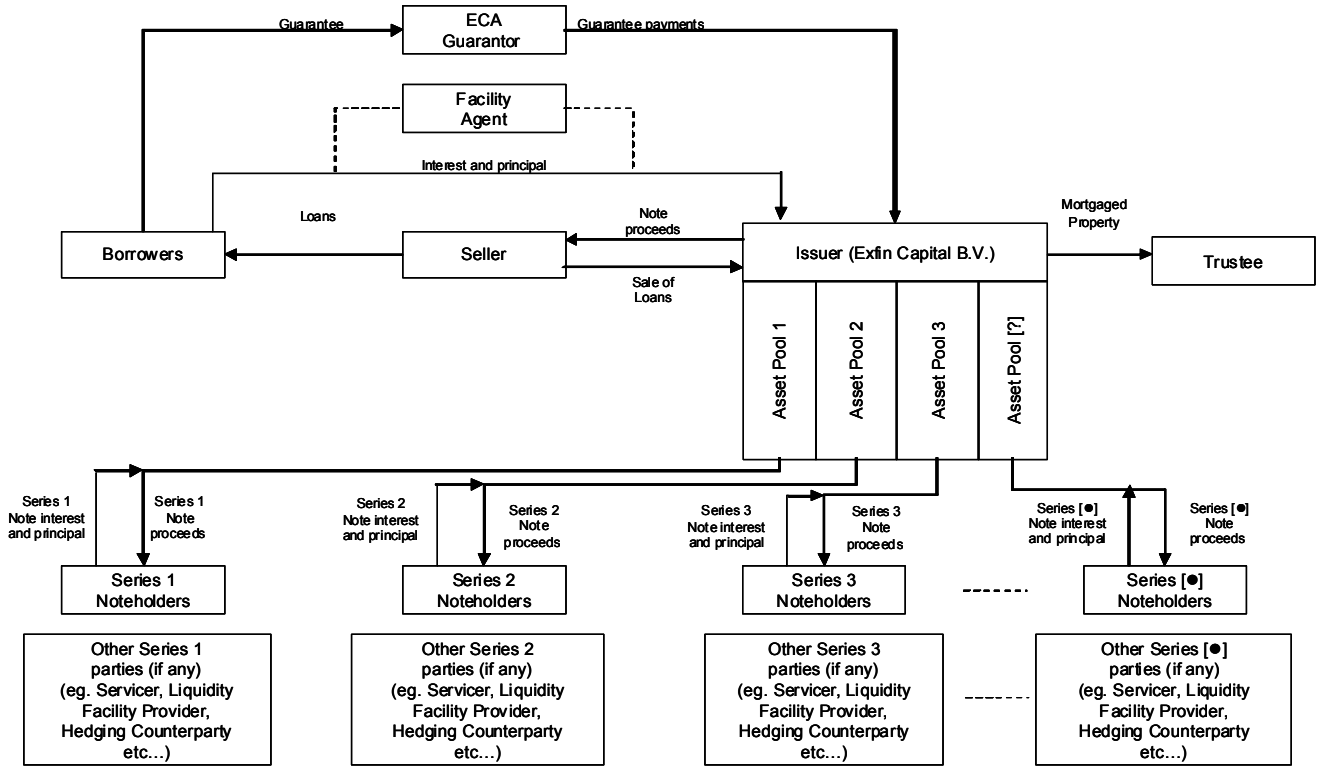 ECA
Guarantor
Guarantee
Guarantee payments
Facility
Agent
Interest and principal
Loans
Note
proceeds
Mortgaged
Property
Borrowers
Seller
Issuer (Exfin Capital B.V.)
Trustee
Sale of
Loans
Asset Pool 1
Asset Pool 2
Asset Pool 3
Asset Pool [?]
Series 1
Note interest
and principal
Series 1
Note
proceeds
Series 2
Note interest
and principal
Series 2
Note
proceeds
Series 3
Note interest
and principal
Series 3
Note
proceeds
Series [●]
Note interest
and principal
Series [●]
Note
proceeds
Series 1
Noteholders
Series 2
Noteholders
Series 3
Noteholders
Series [●]
Noteholders
Other Series 1
parties (if any)
(eg. Servicer, Liquidity
Facility Provider,
Hedging Counterparty
etc...)
Other Series 2
parties (if any)
(eg. Servicer, Liquidity
Facility Provider,
Hedging Counterparty
etc...)
Other Series 3
parties (if any)
(eg. Servicer, Liquidity
Facility Provider,
Hedging Counterparty
etc...)
Other Series [●]
parties (if any)
(eg. Servicer, Liquidity
Facility Provider,
Hedging Counterparty
etc...)